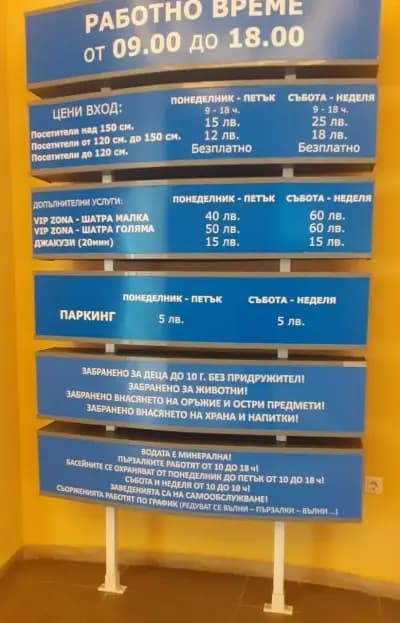 РАБОТНО ВРЕМЕ
от 09.00 до 18.00
ЦЕНИ ВХОД: ПОНЕДЕЛНИК - ПЕТЪК СЪБОТА - НЕДЕЛЯ
9 - 18 ч. 9 - 18 ч.
Посетители над 150 см. 15 лв. 25 лв.
Посетители от 120 см. до 150 см. 12 лв. 18 лв.
Посетители до 120 см. Безплатно Безплатно
ДОПЪЛНИТЕЛНИ УСЛУГИ: ПОНЕДЕЛНИК - ПЕТЪК СЪБОТА - НЕДЕЛЯ
VIP ZONA - ШАТРА МАЛКА 40 лв. 60 лв.
VIP ZONA - ШАТРА ГОЛЯМА 50 лв. 60 лв.
ДЖАКУЗИ (20мин) 15 лв. 15 лв.
ПОНЕДЕЛНИК - ПЕТЪК СЪБОТА - НЕДЕЛЯ
ПАРКИНГ 5 лв. 5 лв.
ЗАБРАНЕНО ЗА ДЕЦА ДО 10 Г. БЕЗ ПРИДРУЖИТЕЛ!
ЗАБРАНЕНО ЗА ЖИВОТНИ!
ЗАБРАНЕНО ВНАСЯНЕТО НА ОРЪЖИЕ И ОСТРИ ПРЕДМЕТИ!
ЗАБРАНЕНО ВНАСЯНЕТО НА ХРАНА И НАПИТКИ!
ВОДАТА Е МИНЕРАЛНА!
ПЪРЗАЛКИТЕ РАБОТЯТ ОТ 10 ДО 18 ч!
БАСЕЙНИТЕ СЕ ОХРАНЯВАТ ОТ ПОНЕДЕЛНИК ДО ПЕТЪК ОТ 10 ДО 18 ч!
СЪБОТА И НЕДЕЛЯ ОТ 10 ДО 18 ч!
ЗАВЕДЕНИЯТА СА НА САМООБСЛУЖВАНЕ!
СЪОРЖЕНИЯТА РАБОТЯТ ПО ГРАФИК (РЕДУВАТ СЕ ВЪЛНИ – ПЪРЗАЛКИ – ВЪЛНИ ...)